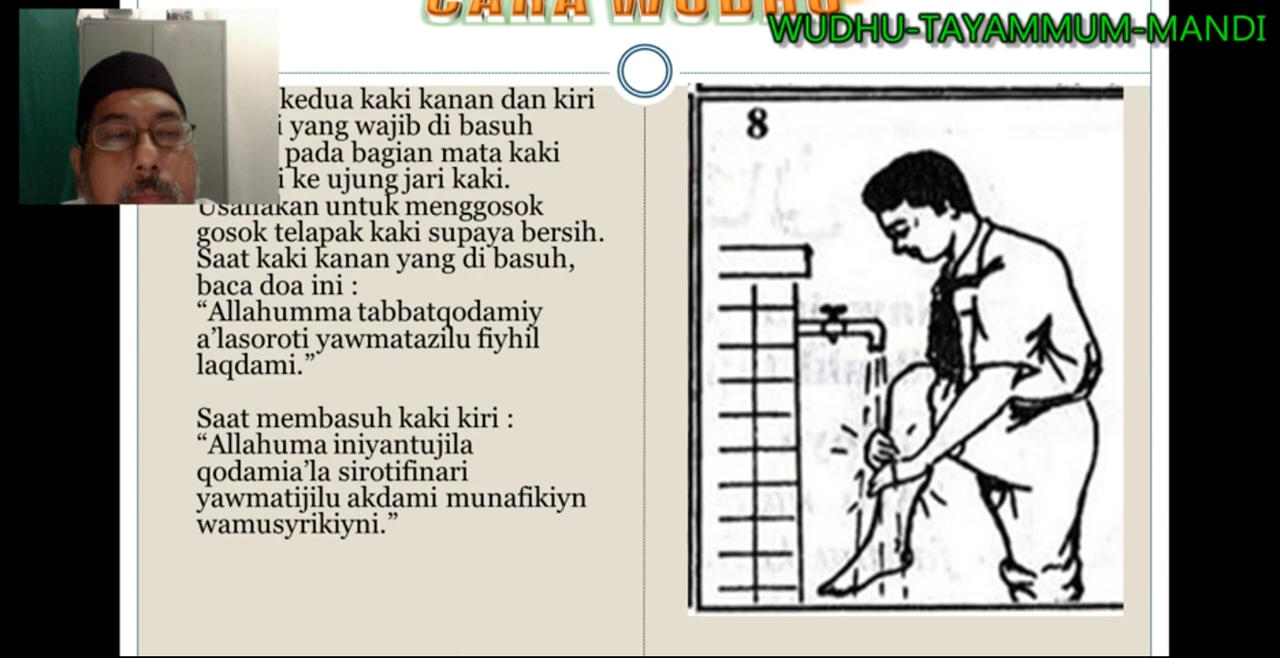 CARA WUDHU
WUDHU-TAYAMMUM-MANDI
kedua kaki kanan dan kiri
i yang wajib di basuh
pada bagian mata kaki
i ke ujung jari kaki.
Usahakan untuk menggosok
gosok telapak kaki supaya bersih.
Saat kaki kanan yang di basuh,
baca doa ini :
“Allahumma tabbatqodamiy
a’lasoroti yawmatazilu fiyhil
laqdami.”
Saat membasuh kaki kiri :
“Allahuma iniyantujila
qodamia’la sirotifinari
yawmatijilu akdami munafikiyn
wamusyrikiyni.”
8